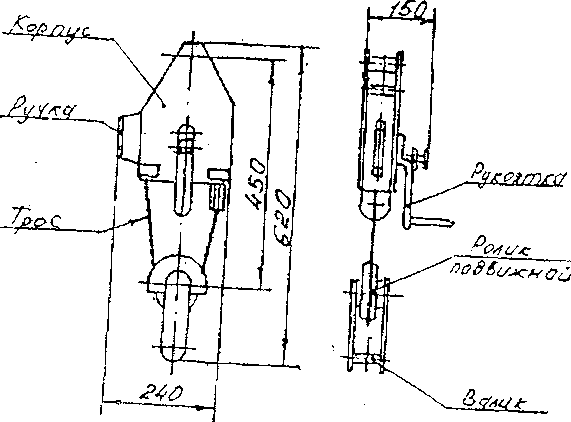 150
Корпус
Ручка
450
620
Рукоятка
Трос
Ролик
подвижной
240
Валик